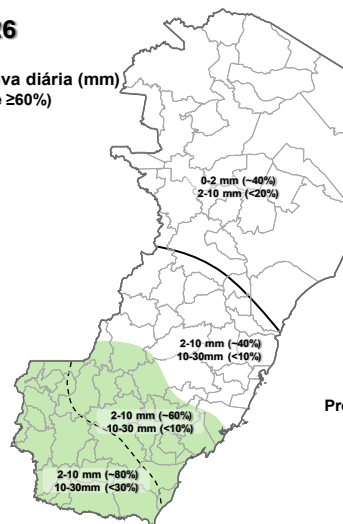 26
uva diária (mm)
e ≥60%)
0-2 mm (~40%)
2-10 mm (<20%)
2-10 mm (~40%)
10-30mm (<10%)
Pre
2-10 mm (~60%)
10-30 mm (<10%)
2-10 mm (~80%)
10-30mm (<30%)